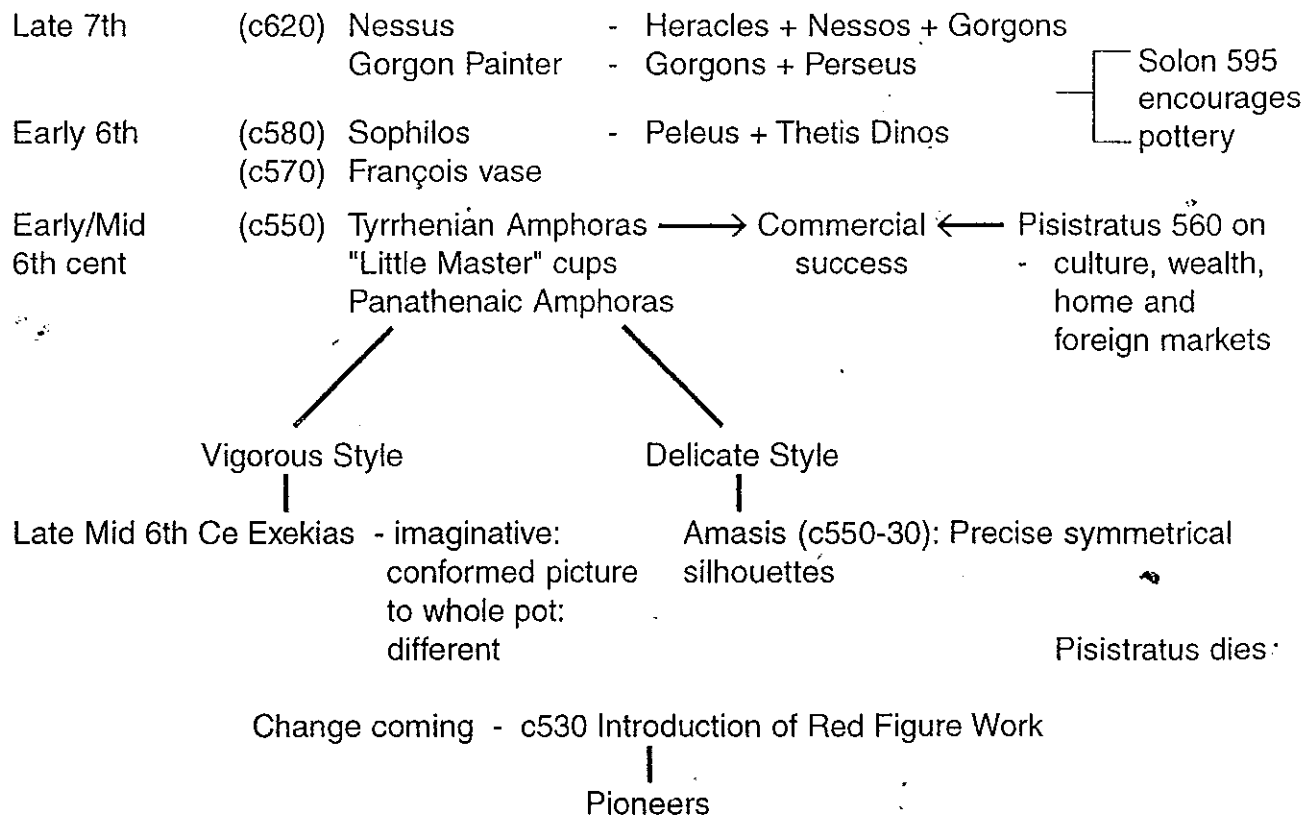 Late 7th (c620) Nessus - Heracles + Nessos + Gorgons
Gorgon Painter - Gorgons + Perseus
Solon 595
encourages
pottery
Early 6th (c580) Sophilos - Peleus + Thetis Dinos
(c570) François vase
Early/Mid (c550) Tyrrhenian Amphoras → Commercial ← Pisistratus 560 on
6th cent "Little Master" cups success - culture, wealth,
Panathenaic Amphoras home and
foreign markets
Vigorous Style Delicate Style
Late Mid 6th Ce Exekias - imaginative: Amasis (c550-30): Precise symmetrical
conformed picture silhouettes
to whole pot:
different Pisistratus dies
Change coming - c530 Introduction of Red Figure Work
Pioneers